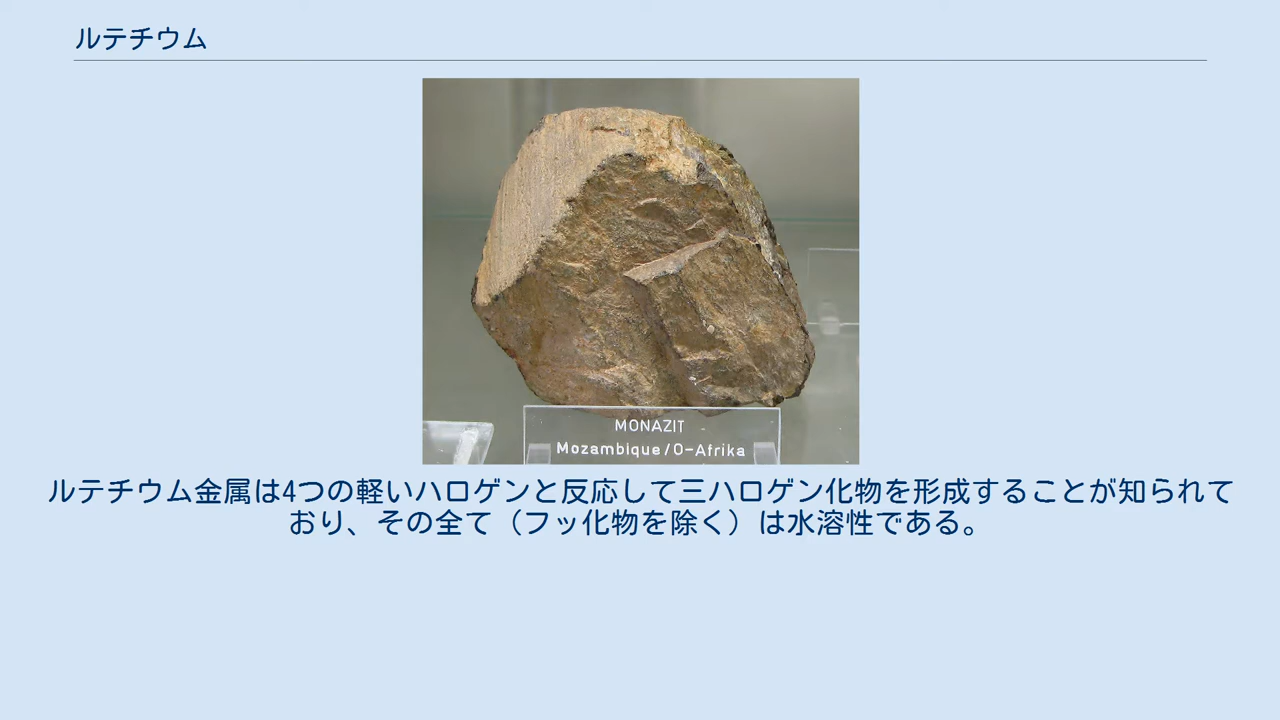 ルテチウム
MONAZIT
Mozambique/O-Afrika
ルテチウム金属は4つの軽いハロゲンと反応して三ハロゲン化物を形成することが知られて
おり、その全て（フッ化物を除く）は水溶性である。